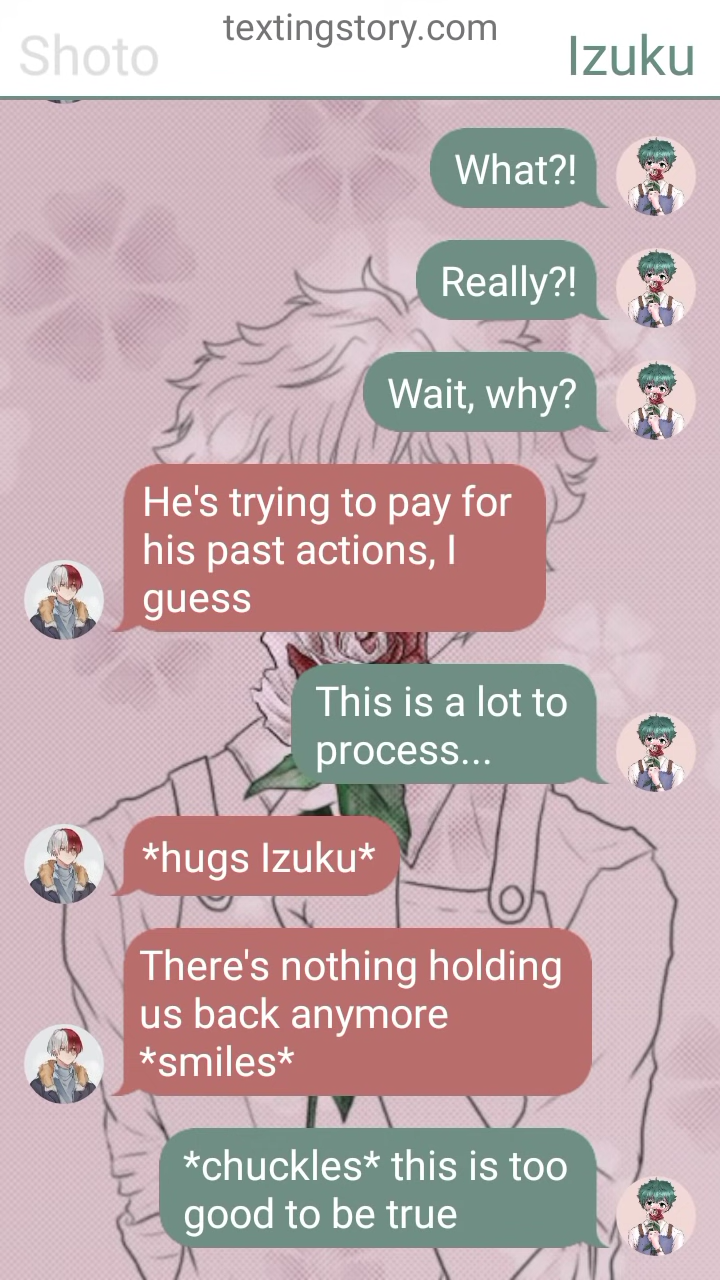 textingstory.com
Shoto
Izuku
What?!
Really?!
Wait, why?
He's trying to pay for
his past actions, I
guess
This is a lot to
process...
*hugs Izuku*
There's nothing holding
us back anymore
*smiles*
*chuckles* this is too
good to be true